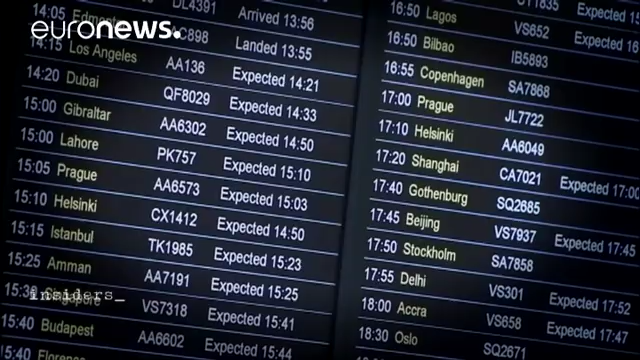 euronews.
DL4391 Arrived 13:56
14:05 Landed 13:55
14:15 Los Angeles AA136 Expected 14:21
14:20 Dubai QF8029 Expected 14:33
15:00 Gibraltar AA6302 Expected 14:50
15:00 Lahore PK757 Expected 15:10
15:05 Prague AA6573 Expected 15:03
15:10 Helsinki CX1412 Expected 14:50
15:15 Istanbul TK1985 Expected 15:23
15:25 Amman AA7191 Expected 15:25
VS7318 Expected 15:41
15:40 Budapest AA6602 Expected 15:44
15:40 Florence
insiders_
Expected
16:50 Lagos VS652 Expected
16:50 Bilbao IB5893
16:55 Copenhagen SA7868
17:00 Prague JL7722
17:10 Helsinki AA6049
17:20 Shanghai CA7021 Expected 17:00
17:40 Gothenburg SQ2685
17:45 Beijing VS7937 Expected 17:45
17:50 Stockholm SA7858
17:55 Delhi VS301 Expected 17:52
18:00 Accra VS658 Expected 17:47
18:30 Oslo SQ2671